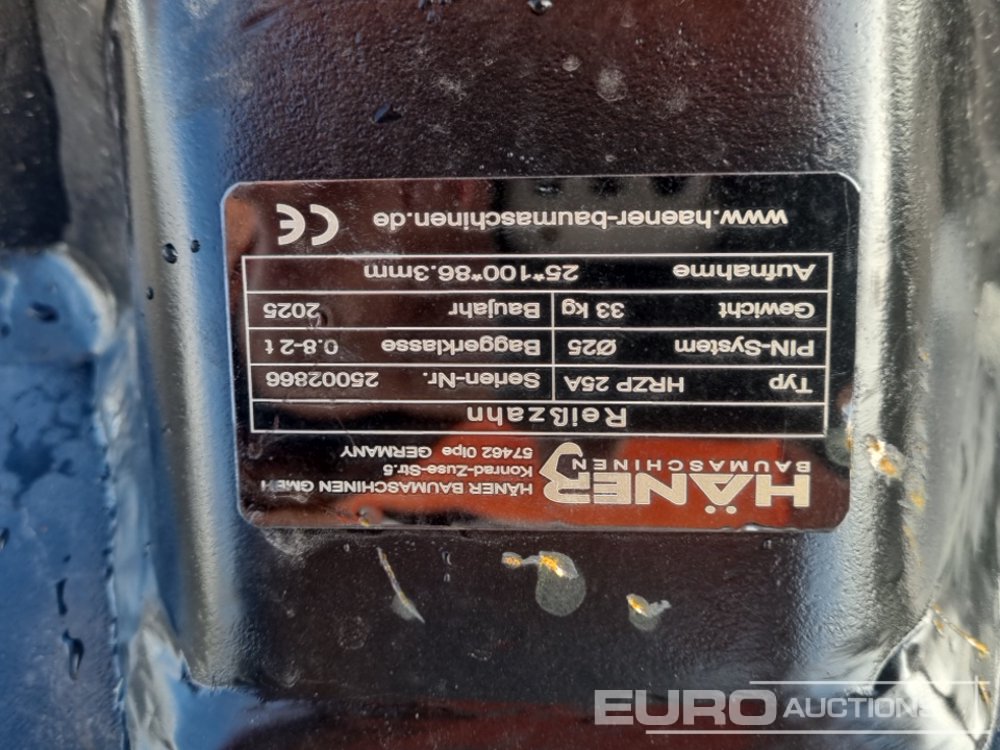 HÄNER
BAUMASCHINEN
HÄNER BAUMASCHINEN GMBH
Konrad-Zuse-Str.5
57462 Olpe GERMANY
Reißzahn
Typ HRZP 25A Serien-Nr. 25002866
PIN-System Ø25 Baggerklasse 0.8-2 t
Gewicht 33 kg Baujahr 2025
Aufnahme 25*100*86.3mm
www.haener-baumaschinen.de CE
EURO AUCTIONS